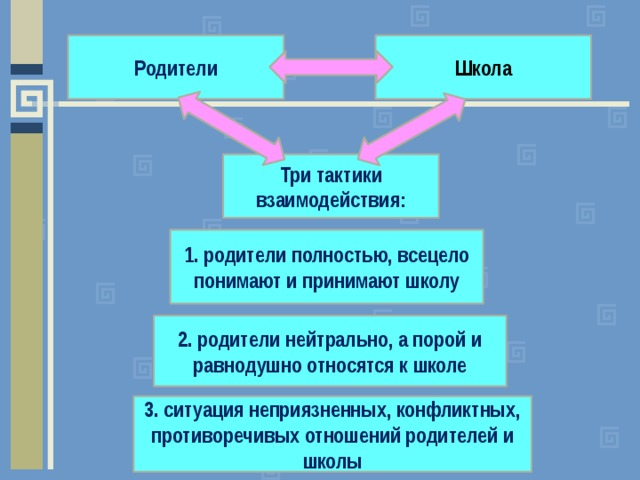 Родители
Школа
Три тактики
взаимодействия:
1. родители полностью, всецело
понимают и принимают школу
2. родители нейтрально, а порой и
равнодушно относятся к школе
3. ситуация неприязненных, конфликтных,
противоречивых отношений родителей и
школы